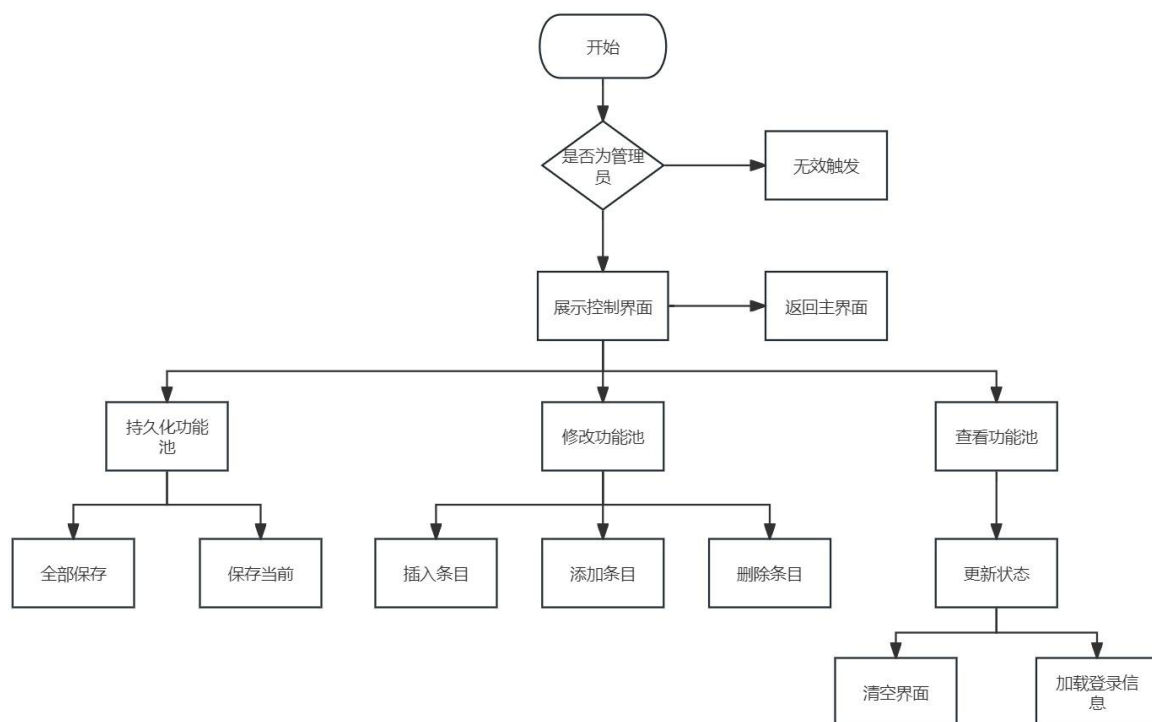 开始
是否为管理
员
无效触发
展示控制界面
返回主界面
持久化功能
池
修改功能池
查看功能池
全部保存
保存当前
插入条目
添加条目
删除条目
更新状态
清空界面
加载登录信
息